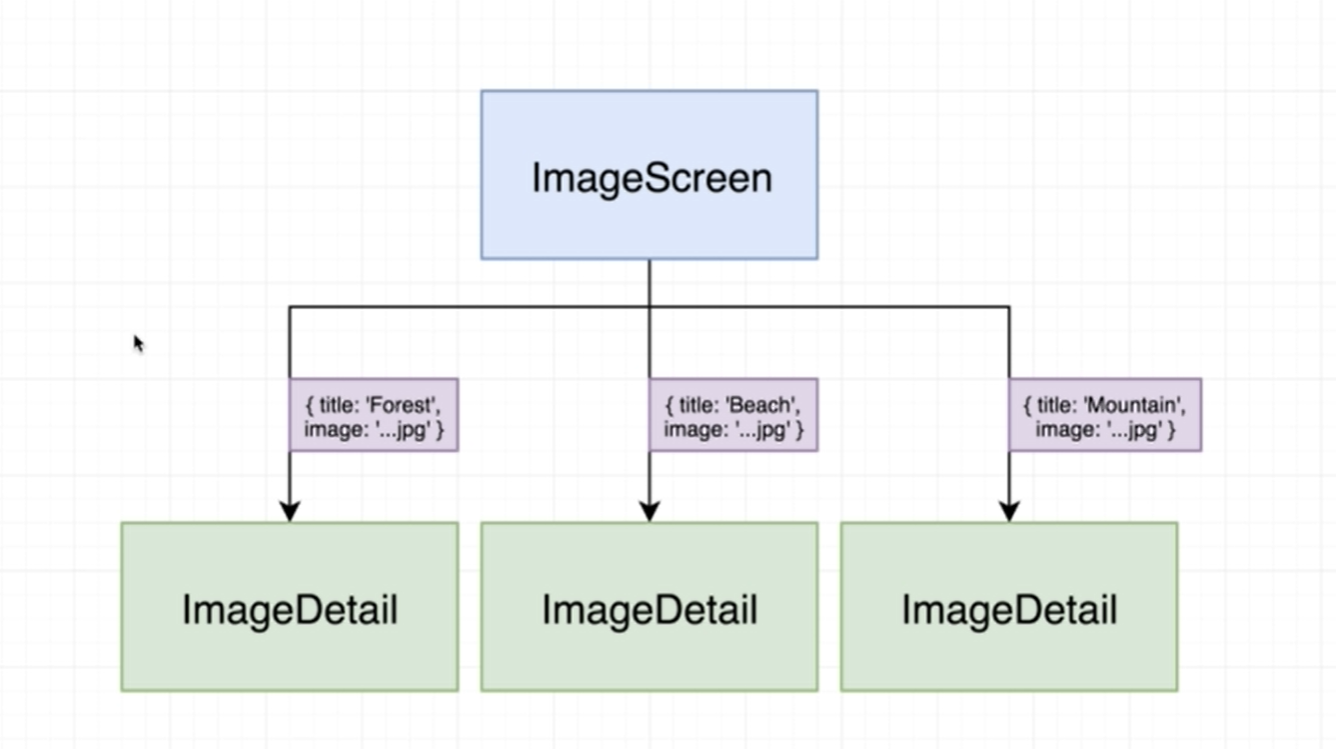 ImageScreen
{ title: 'Forest',
image: '...jpg' }
{ title: 'Beach',
image: '...jpg' }
{ title: 'Mountain',
image: '...jpg' }
ImageDetail
ImageDetail
ImageDetail